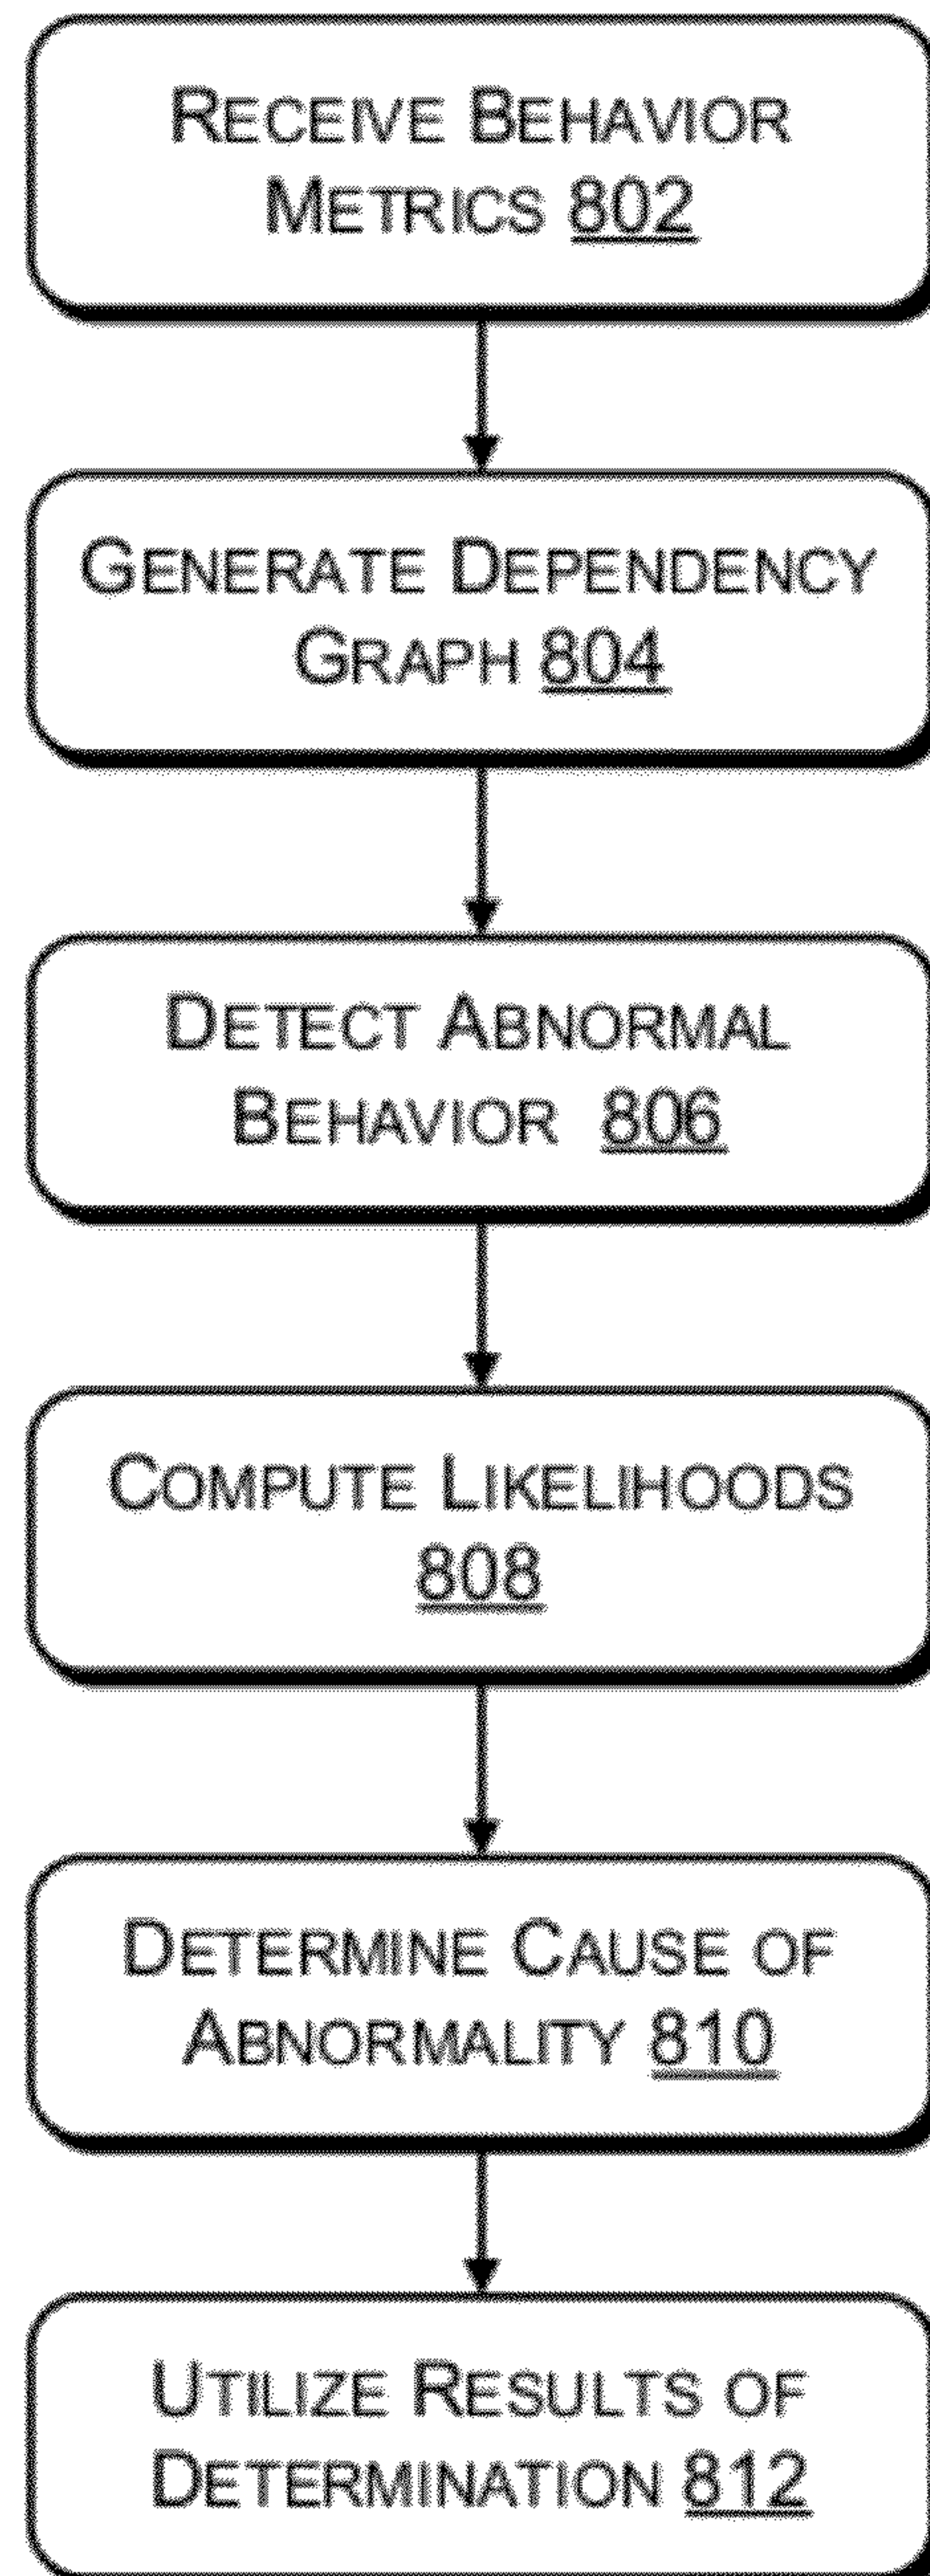 RECEIVE BEHAVIOR
METRICS 802
GENERATE DEPENDENCY
GRAPH 804
DETECT ABNORMAL
BEHAVIOR 806
COMPUTE LIKELIHOODS
808
DETERMINE CAUSE OF
ABNORMALITY 810
UTILIZE RESULTS OF
DETERMINATION 812